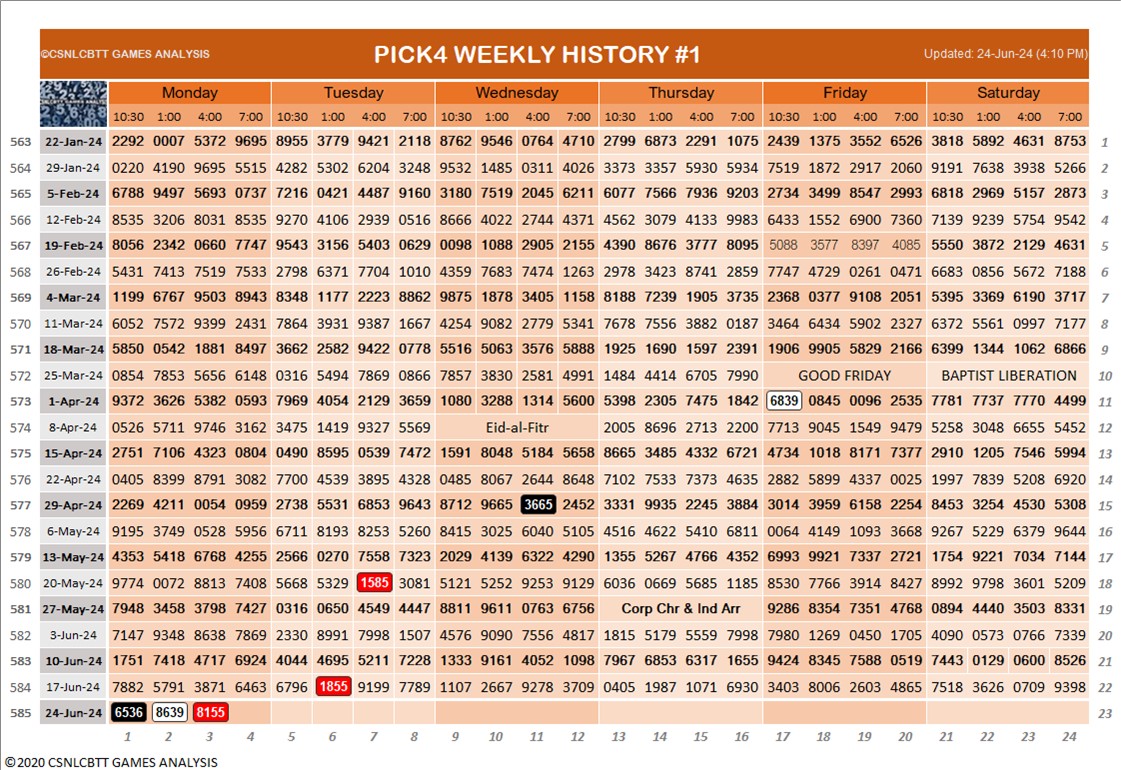 ©CSNLCBTT GAMES ANALYSIS PICK4 WEEKLY HISTORY #1 Updated: 24-Jun-24 (4:10 PM)
Monday Tuesday Wednesday Thursday Friday Saturday
10:30 1:00 4:00 7:00 10:30 1:00 4:00 7:00 10:30 1:00 4:00 7:00 10:30 1:00 4:00 7:00 10:30 1:00 4:00 7:00 10:30 1:00 4:00 7:00
563 22-Jan-24 2292 0007 5372 9695 8955 3779 9421 2118 8762 9546 0764 4710 2799 6873 2291 1075 2439 1375 3552 6526 3818 5892 4631 8753 1
564 29-Jan-24 0220 4190 9695 5515 4282 5302 6204 3248 9532 1485 0311 4026 3373 3357 5930 5934 7519 1872 2917 2060 9191 7638 3938 5266 2
565 5-Feb-24 6788 9497 5693 0737 7216 0421 4487 9160 3180 7519 2045 6211 6077 7566 7936 9203 2734 3499 8547 2993 6818 2969 5157 2873 3
566 12-Feb-24 8535 3206 8031 8535 9270 4106 2939 0516 8666 4022 2744 4371 4562 3079 4133 9983 6433 1552 6900 7360 7139 9239 5754 9542 4
567 19-Feb-24 8056 2342 0660 7747 9543 3156 5403 0629 0098 1088 2905 2155 4390 8676 3777 8095 5088 3577 8397 4085 5550 3872 2129 4631 5
568 26-Feb-24 5431 7413 7519 7533 2798 6371 7704 1010 4359 7683 7474 1263 2978 3423 8741 2859 7747 4729 0261 0471 6683 0856 5672 7188 6
569 4-Mar-24 1199 6767 9503 8943 8348 1177 2223 8862 9875 1878 3405 1158 8188 7239 1905 3735 2368 0377 9108 2051 5395 3369 6190 3717 7
570 11-Mar-24 6052 7572 9399 2431 7864 3931 9387 1667 4254 9082 2779 5341 7678 7556 3882 0187 3464 6434 5902 2327 6372 5561 0997 7177 8
571 18-Mar-24 5850 0542 1881 8497 3662 2582 9422 0778 5516 5063 3576 5888 1925 1690 1597 2391 1906 9905 5829 2166 6399 1344 1062 6866 9
572 25-Mar-24 0854 7853 5656 6148 0316 5494 7869 0866 7857 3830 2581 4991 1484 4414 6705 7990 GOOD FRIDAY BAPTIST LIBERATION 10
573 1-Apr-24 9372 3626 5382 0593 7969 4054 2129 3659 1080 3288 1314 5600 5398 2305 7475 1842 6839 0845 0096 2535 7781 7737 7770 4499 11
574 8-Apr-24 0526 5711 9746 3162 3475 1419 9327 5569 Eid-al-Fitr 2005 8696 2713 2200 7713 9045 1549 9479 5258 3048 6655 5452 12
575 15-Apr-24 2751 7106 4323 0804 0490 8595 0539 7472 1591 8048 5184 5658 8665 3485 4332 6721 4734 1018 8171 7377 2910 1205 7546 5994 13
576 22-Apr-24 0405 8399 8791 3082 7700 4539 3895 4328 0485 8067 2644 8648 7102 7533 7373 4635 2882 5899 4337 0025 1997 7839 5208 6920 14
577 29-Apr-24 2269 4211 0054 0959 2738 5531 6853 9643 8712 9665 3665 2452 3331 9935 2245 3884 3014 3959 6158 2254 8453 3254 4530 5308 15
578 6-May-24 9195 3749 0528 5956 6711 8193 8253 5260 8415 3025 6040 5105 4516 4622 5410 6811 0064 4149 1093 3668 9267 5229 6379 9644 16
579 13-May-24 4353 5418 6768 4255 2566 0270 7558 7323 2029 4139 6322 4290 1355 5267 4766 4352 6993 9921 7337 2721 1754 9221 7034 7144 17
580 20-May-24 9774 0072 8813 7408 5668 5329 1585 3081 5121 5252 9253 9129 6036 0669 5685 1185 8530 7766 3914 8427 8992 9798 3601 5209 18
581 27-May-24 7948 3458 3798 7427 0316 0650 4549 4447 8811 9611 0763 6756 Corp Chr & Ind Arr 9286 8354 7351 4768 0894 4440 3503 8331 19
582 3-Jun-24 7147 9348 8638 7869 2330 8991 7998 1507 4576 9090 7556 4817 1815 5179 5559 7998 7980 1269 0450 1705 4090 0573 0766 7339 20
583 10-Jun-24 1751 7418 4717 6924 4044 4695 5211 7228 1333 9161 4052 1098 7967 6853 6317 1655 9424 8345 7588 0519 7443 0129 0600 8526 21
584 17-Jun-24 7882 5791 3871 6463 6796 1855 9199 7789 1107 2667 9278 3709 0405 1987 1071 6930 3403 8006 2603 4865 7518 3626 0709 9398 22
585 24-Jun-24 6536 8639 8155 23
1 2 3 4 5 6 7 8 9 10 11 12 13 14 15 16 17 18 19 20 21 22 23 24
©2020 CSNLCBTT GAMES ANALYSIS